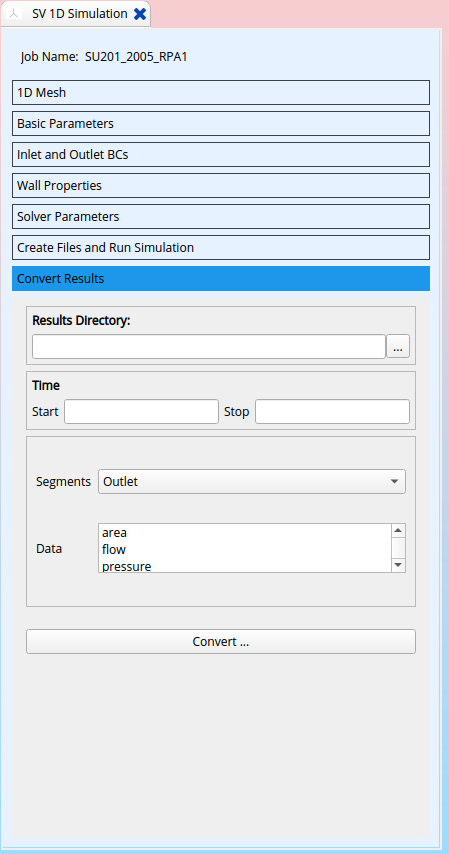 SV 1D Simulation
Job Name: SU201_2005_RPA1
1D Mesh
Basic Parameters
Inlet and Outlet BCs
Wall Properties
Solver Parameters
Create Files and Run Simulation
Convert Results
Results Directory:
...
Time
Start Stop
Segments Outlet
Data
area
flow
pressure
Convert ...